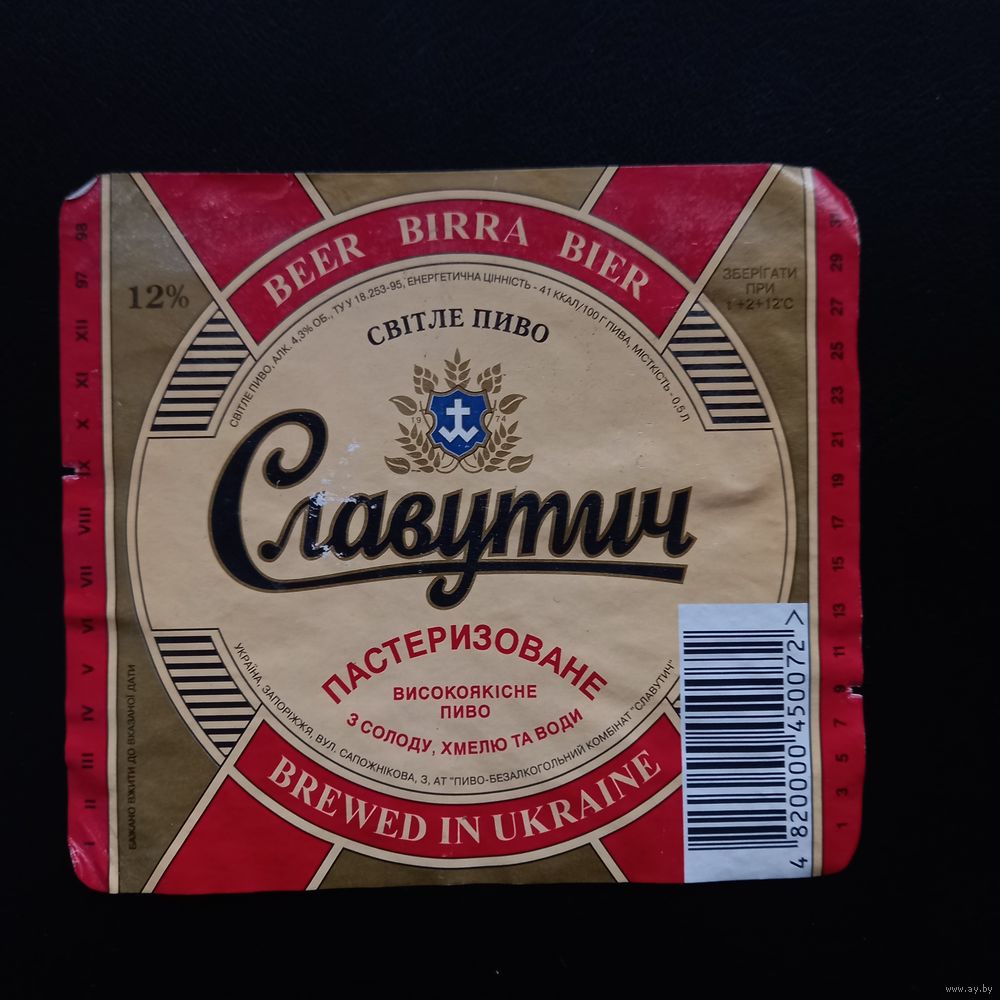 BEER BIRRA BIER
12%
ЗБЕРІГАТИ
ПРИ
t +2+12°C
СВІТЛЕ ПИВО, АЛК. 4,3% ОБ., ТУ У 18.253-95, ЕНЕРГЕТИЧНА ЦІННІСТЬ - 41 ККАЛ/100 Г ПИВА, МІСТКІСТЬ - 0,5 Л
СВІТЛЕ ПИВО
19 74
Славутич
ПАСТЕРИЗОВАНЕ
ВИСОКОЯКІСНЕ
ПИВО
З СОЛОДУ, ХМЕЛЮ ТА ВОДИ
УКРАЇНА, ЗАПОРІЖЖЯ, ВУЛ. САПОЖНІКОВА, 3, АТ "ПИВО-БЕЗАЛКОГОЛЬНИЙ КОМБІНАТ "СЛАВУТИЧ"
BREWED IN UKRAINE
БАЖАНО ВЖИТИ ДО ВКАЗАНОЇ ДАТИ
I II III IV V VI VII VIII IX X XI XII 97 98
1 3 5 7 9 11 13 15 17 19 21 23 25 27 29 31
4 820000 450072 >
www.ay.by